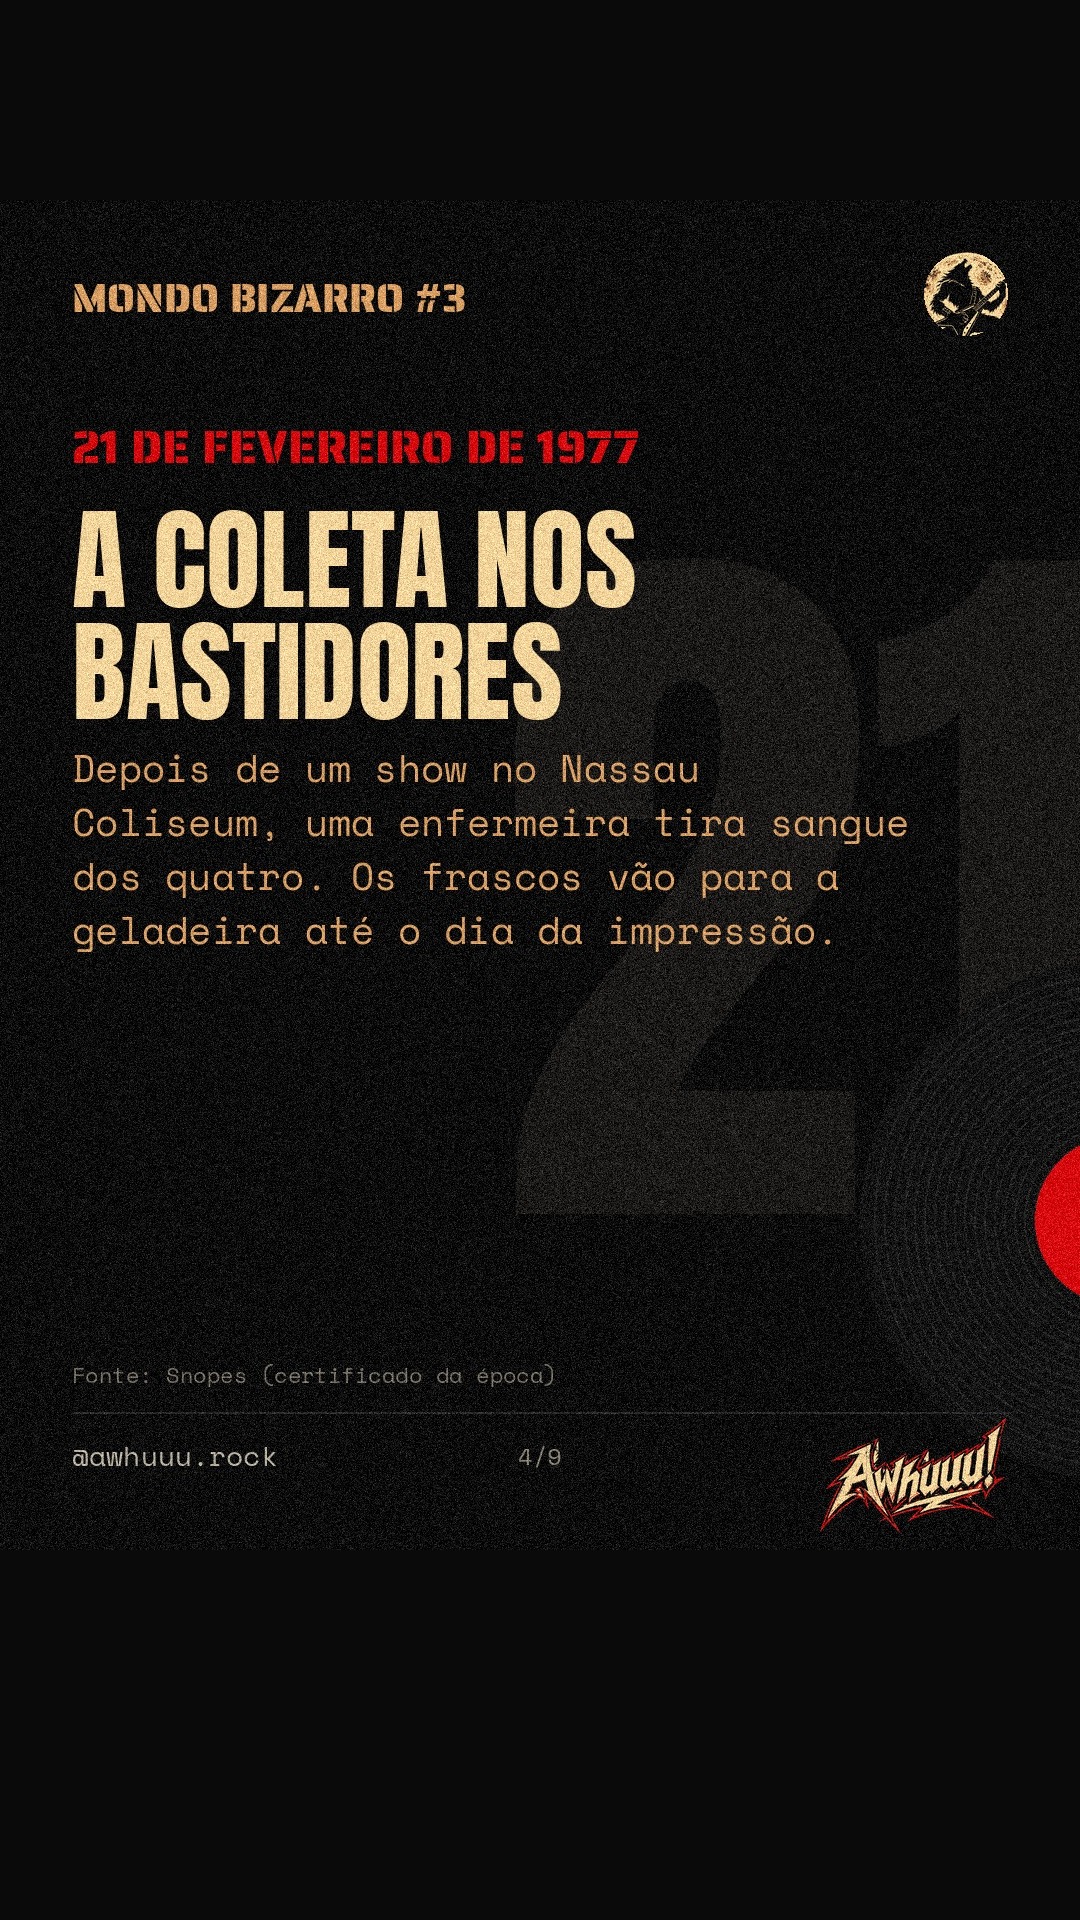 MONDO BIZARRO #3
21 DE FEVEREIRO DE 1977
A COLETA NOS
BASTIDORES
Depois de um show no Nassau
Coliseum, uma enfermeira tira sangue
dos quatro. Os frascos vão para a
geladeira até o dia da impressão.
21
Fonte: Snopes (certificado da época)
@awhuuu.rock
4/9
Awhuuu!